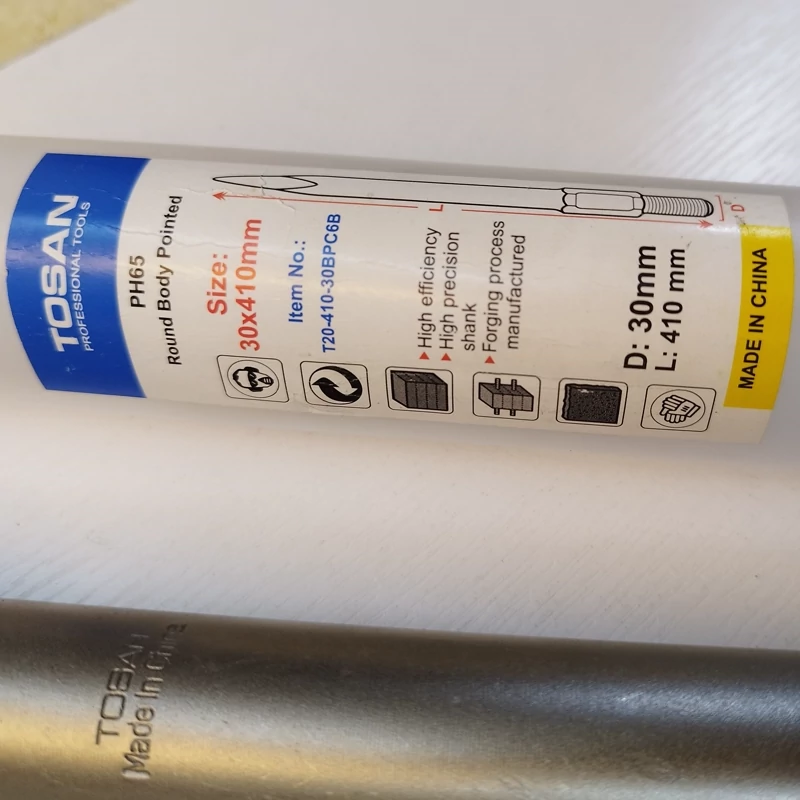 TOSAN
PROFESSIONAL TOOLS
PH65
Round Body Pointed
Size:
30x410mm
Item No.:
T20-410-30BPC6B
L
D
High efficiency
High precision
shank
Forging process
manufactured
D: 30mm
L: 410 mm
MADE IN CHINA
TOSAN
Made In China